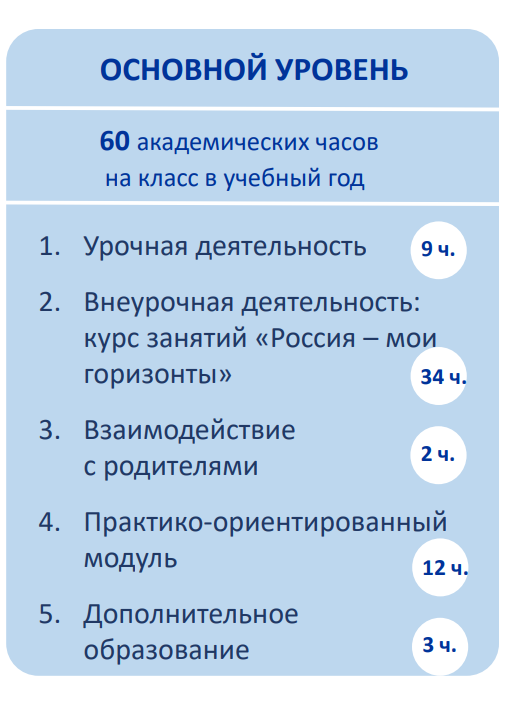 ОСНОВНОЙ УРОВЕНЬ
60 академических часов
на класс в учебный год
1. Урочная деятельность 9 ч.
2. Внеурочная деятельность:
курс занятий «Россия – мои
горизонты» 34 ч.
3. Взаимодействие
с родителями 2 ч.
4. Практико-ориентированный
модуль 12 ч.
5. Дополнительное
образование 3 ч.